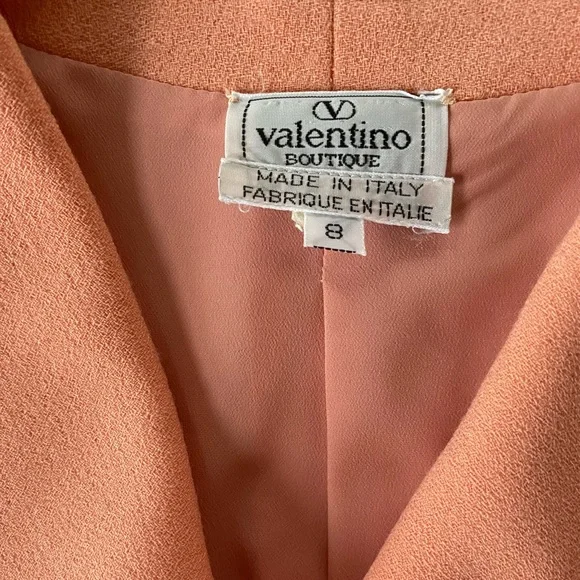 V
valentino
BOUTIQUE
MADE IN ITALY
FABRIQUE EN ITALIE
8